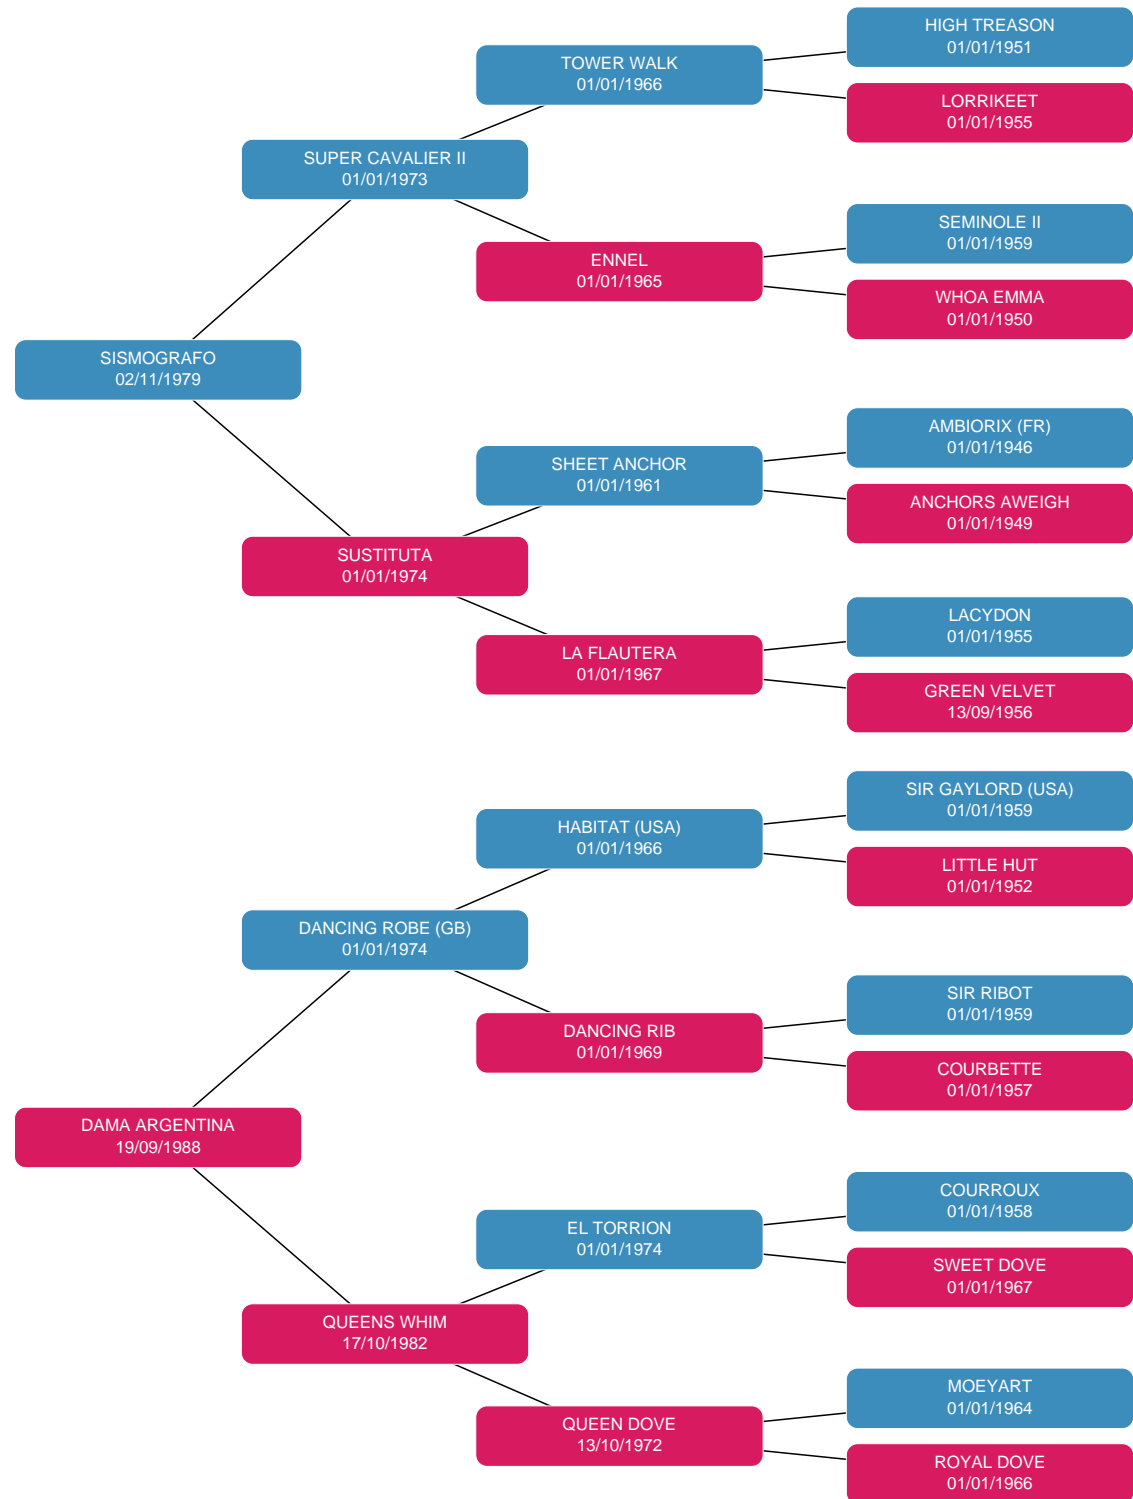 HIGH TREASON
01/01/1951
TOWER WALK
01/01/1966
LORRIKEET
01/01/1955
SUPER CAVALIER II
01/01/1973
SEMINOLE II
01/01/1959
ENNEL
01/01/1965
WHOA EMMA
01/01/1950
SISMOGRAFO
02/11/1979
AMBIORIX (FR)
01/01/1946
SHEET ANCHOR
01/01/1961
ANCHORS AWEIGH
01/01/1949
SUSTITUTA
01/01/1974
LACYDON
01/01/1955
LA FLAUTERA
01/01/1967
GREEN VELVET
13/09/1956
SIR GAYLORD (USA)
01/01/1959
HABITAT (USA)
01/01/1966
LITTLE HUT
01/01/1952
DANCING ROBE (GB)
01/01/1974
SIR RIBOT
01/01/1959
DANCING RIB
01/01/1969
COURBETTE
01/01/1957
DAMA ARGENTINA
19/09/1988
COURROUX
01/01/1958
EL TORRION
01/01/1974
SWEET DOVE
01/01/1967
QUEENS WHIM
17/10/1982
MOEYART
01/01/1964
QUEEN DOVE
13/10/1972
ROYAL DOVE
01/01/1966